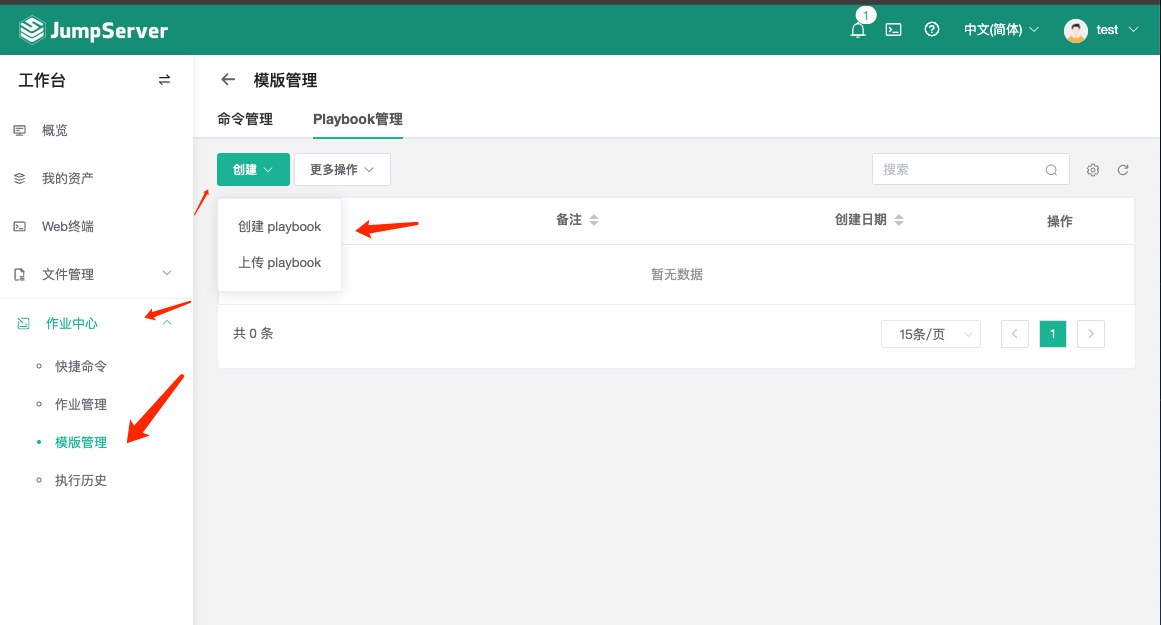 JumpServer
1
中文(简体)
test
工作台
概览
我的资产
Web终端
文件管理
作业中心
快捷命令
作业管理
模版管理
执行历史
模版管理
命令管理
Playbook管理
创建
更多操作
搜索
创建 playbook
上传 playbook
备注
创建日期
操作
暂无数据
共 0 条
15条/页
1